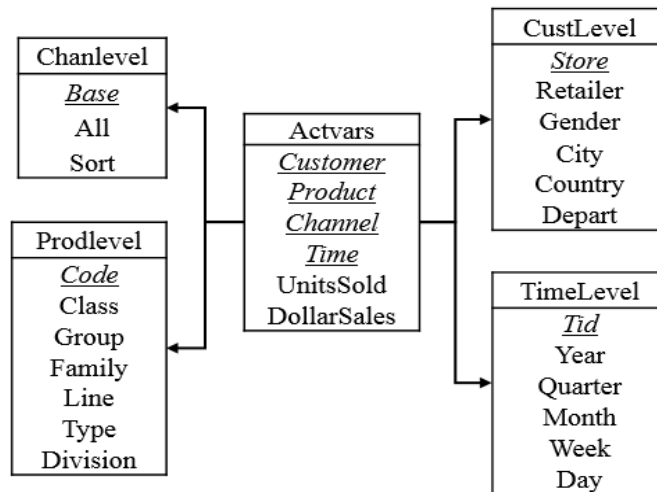 Chanlevel
Base
All
Sort
Prodlevel
Code
Class
Group
Family
Line
Type
Division
Actvars
Customer
Product
Channel
Time
UnitsSold
DollarSales
CustLevel
Store
Retailer
Gender
City
Country
Depart
TimeLevel
Tid
Year
Quarter
Month
Week
Day